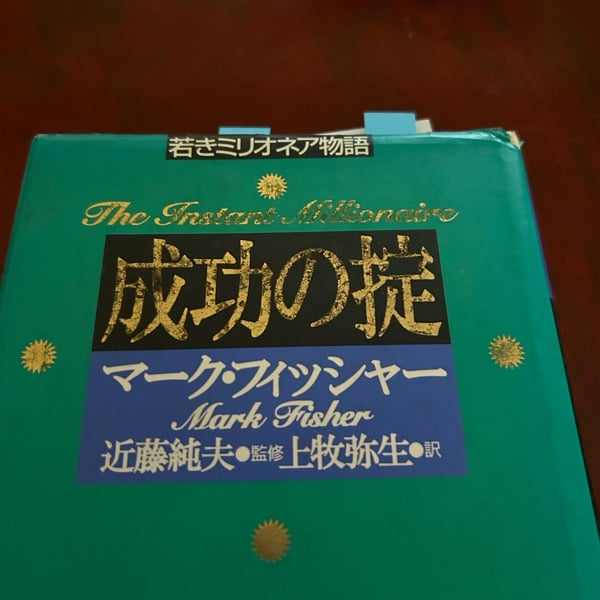 若きミリオネア物語
The Instant Millionaire
成功の掟
マーク・フィッシャー
Mark Fisher
近藤純夫●監修 上牧弥生●訳